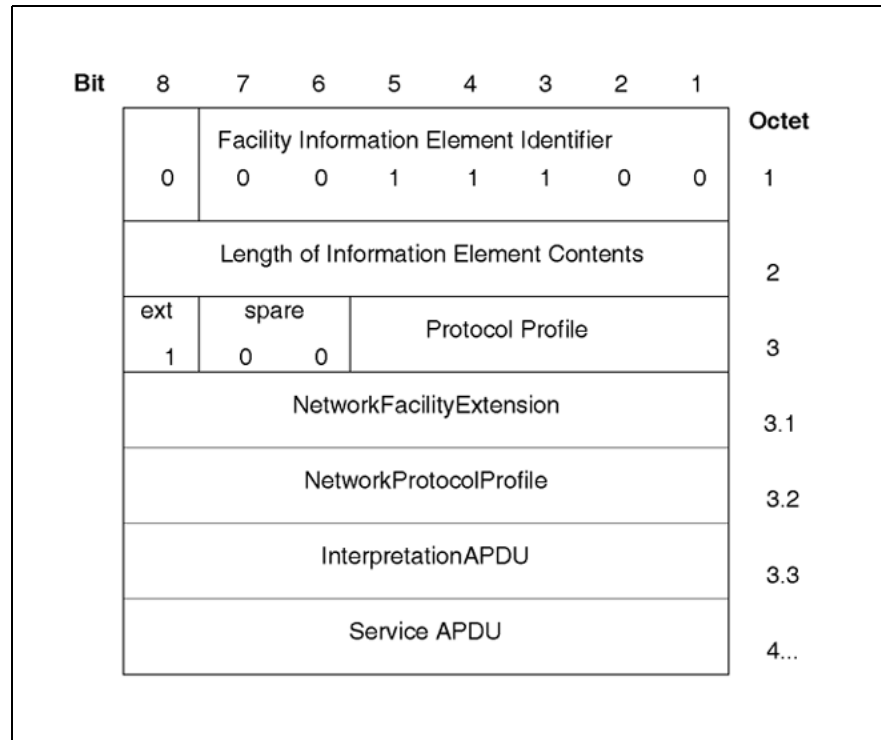 Bit 8 7 6 5 4 3 2 1
Octet
Facility Information Element Identifier
0 0 0 1 1 1 0 0 1
Length of Information Element Contents 2
ext spare Protocol Profile
1 0 0 3
NetworkFacilityExtension 3.1
NetworkProtocolProfile 3.2
InterpretationAPDU 3.3
Service APDU 4...